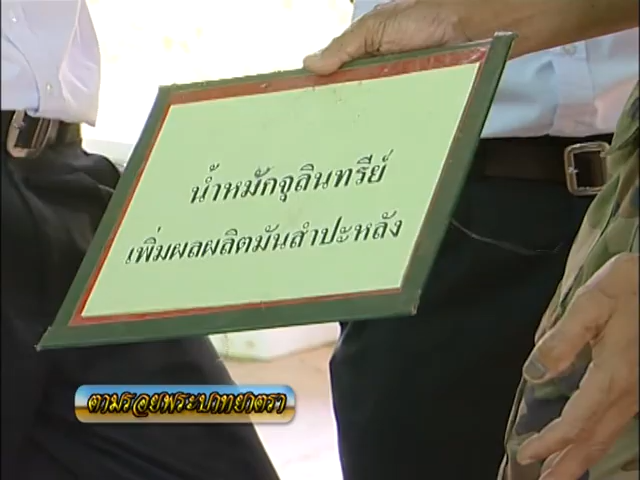 น้ำหมักจุลินทรีย์
เพิ่มผลผลิตมันสำปะหลัง
ตามรอยพระบาทยาตรา